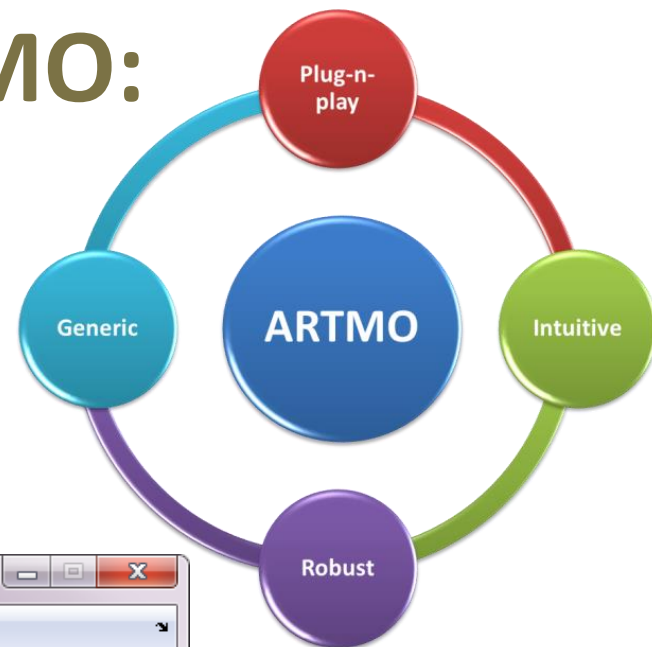 MO:
Plug-n-
play
Generic
ARTMO
Intuitive
Robust